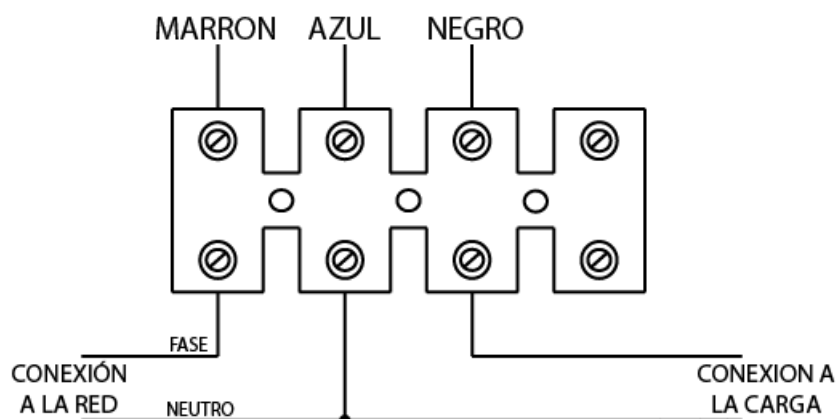 MARRON AZUL NEGRO
FASE
CONEXIÓN
A LA RED
NEUTRO
CONEXION A
LA CARGA